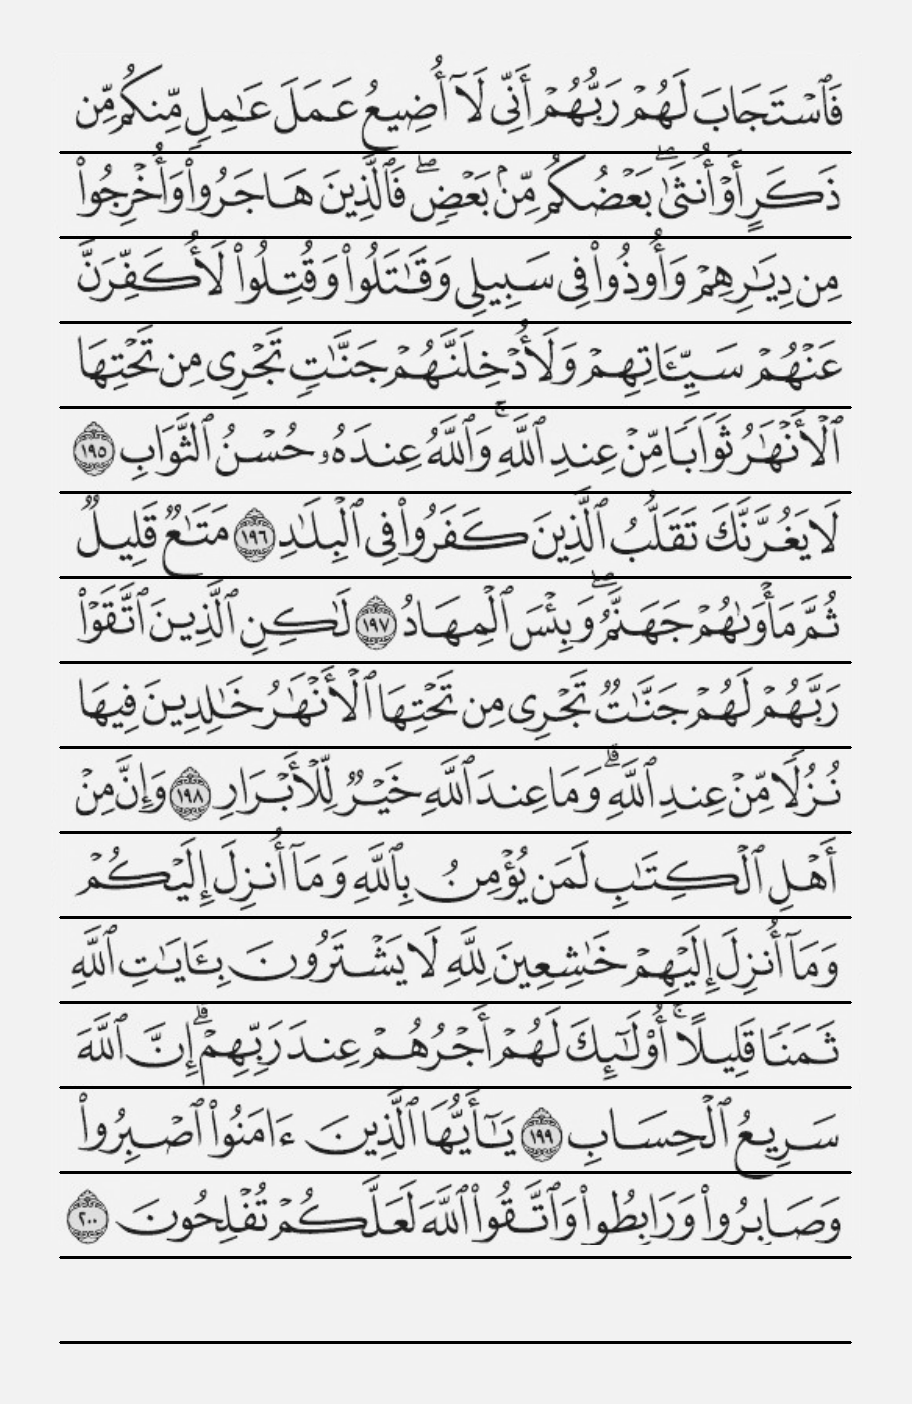 فَٱسْتَجَابَ لَهُمْ رَبُّهُمْ أَنِّى لَآ أُضِيعُ عَمَلَ عَـٰمِلٍ مِّنكُم مِّن
ذَكَرٍ أَوْ أُنثَىٰ ۖ بَعْضُكُم مِّنۢ بَعْضٍ ۖ فَٱلَّذِينَ هَاجَرُوا۟ وَأُخْرِجُوا۟
مِن دِيَـٰرِهِمْ وَأُوذُوا۟ فِى سَبِيلِى وَقَـٰتَلُوا۟ وَقُتِلُوا۟ لَأُكَفِّرَنَّ
عَنْهُمْ سَيِّـَٔاتِهِمْ وَلَأُدْخِلَنَّهُمْ جَنَّـٰتٍ تَجْرِى مِن تَحْتِهَا
ٱلْأَنْهَـٰرُ ثَوَابًا مِّنْ عِندِ ٱللَّهِ ۚ وَٱللَّهُ عِندَهُۥ حُسْنُ ٱلثَّوَابِ ١٩٥
لَا يَغُرَّنَّكَ تَقَلُّبُ ٱلَّذِينَ كَفَرُوا۟ فِى ٱلْبِلَـٰدِ ١٩٦ مَتَـٰعٌ قَلِيلٌ
ثُمَّ مَأْوَىٰهُمْ جَهَنَّمُ ۖ وَبِئْسَ ٱلْمِهَادُ ١٩٧ لَـٰكِنِ ٱلَّذِينَ ٱتَّقَوْا۟
رَبَّهُمْ لَهُمْ جَنَّـٰتٌ تَجْرِى مِن تَحْتِهَا ٱلْأَنْهَـٰرُ خَـٰلِدِينَ فِيهَا
نُزُلًا مِّنْ عِندِ ٱللَّهِ ۗ وَمَا عِندَ ٱللَّهِ خَيْرٌ لِّلْأَبْرَارِ ١٩٨ وَإِنَّ مِنْ
أَهْلِ ٱلْكِتَـٰبِ لَمَن يُؤْمِنُ بِٱللَّهِ وَمَآ أُنزِلَ إِلَيْكُمْ
وَمَآ أُنزِلَ إِلَيْهِمْ خَـٰشِعِينَ لِلَّهِ لَا يَشْتَرُونَ بِـَٔايَـٰتِ ٱللَّهِ
ثَمَنًا قَلِيلًا ۚ أُو۟لَـٰٓئِكَ لَهُمْ أَجْرُهُمْ عِندَ رَبِّهِمْ ۗ إِنَّ ٱللَّهَ
سَرِيعُ ٱلْحِسَابِ ١٩٩ يَـٰٓأَيُّهَا ٱلَّذِينَ ءَامَنُوا۟ ٱصْبِرُوا۟
وَصَابِرُوا۟ وَرَابِطُوا۟ وَٱتَّقُوا۟ ٱللَّهَ لَعَلَّكُمْ تُفْلِحُونَ ٢٠٠